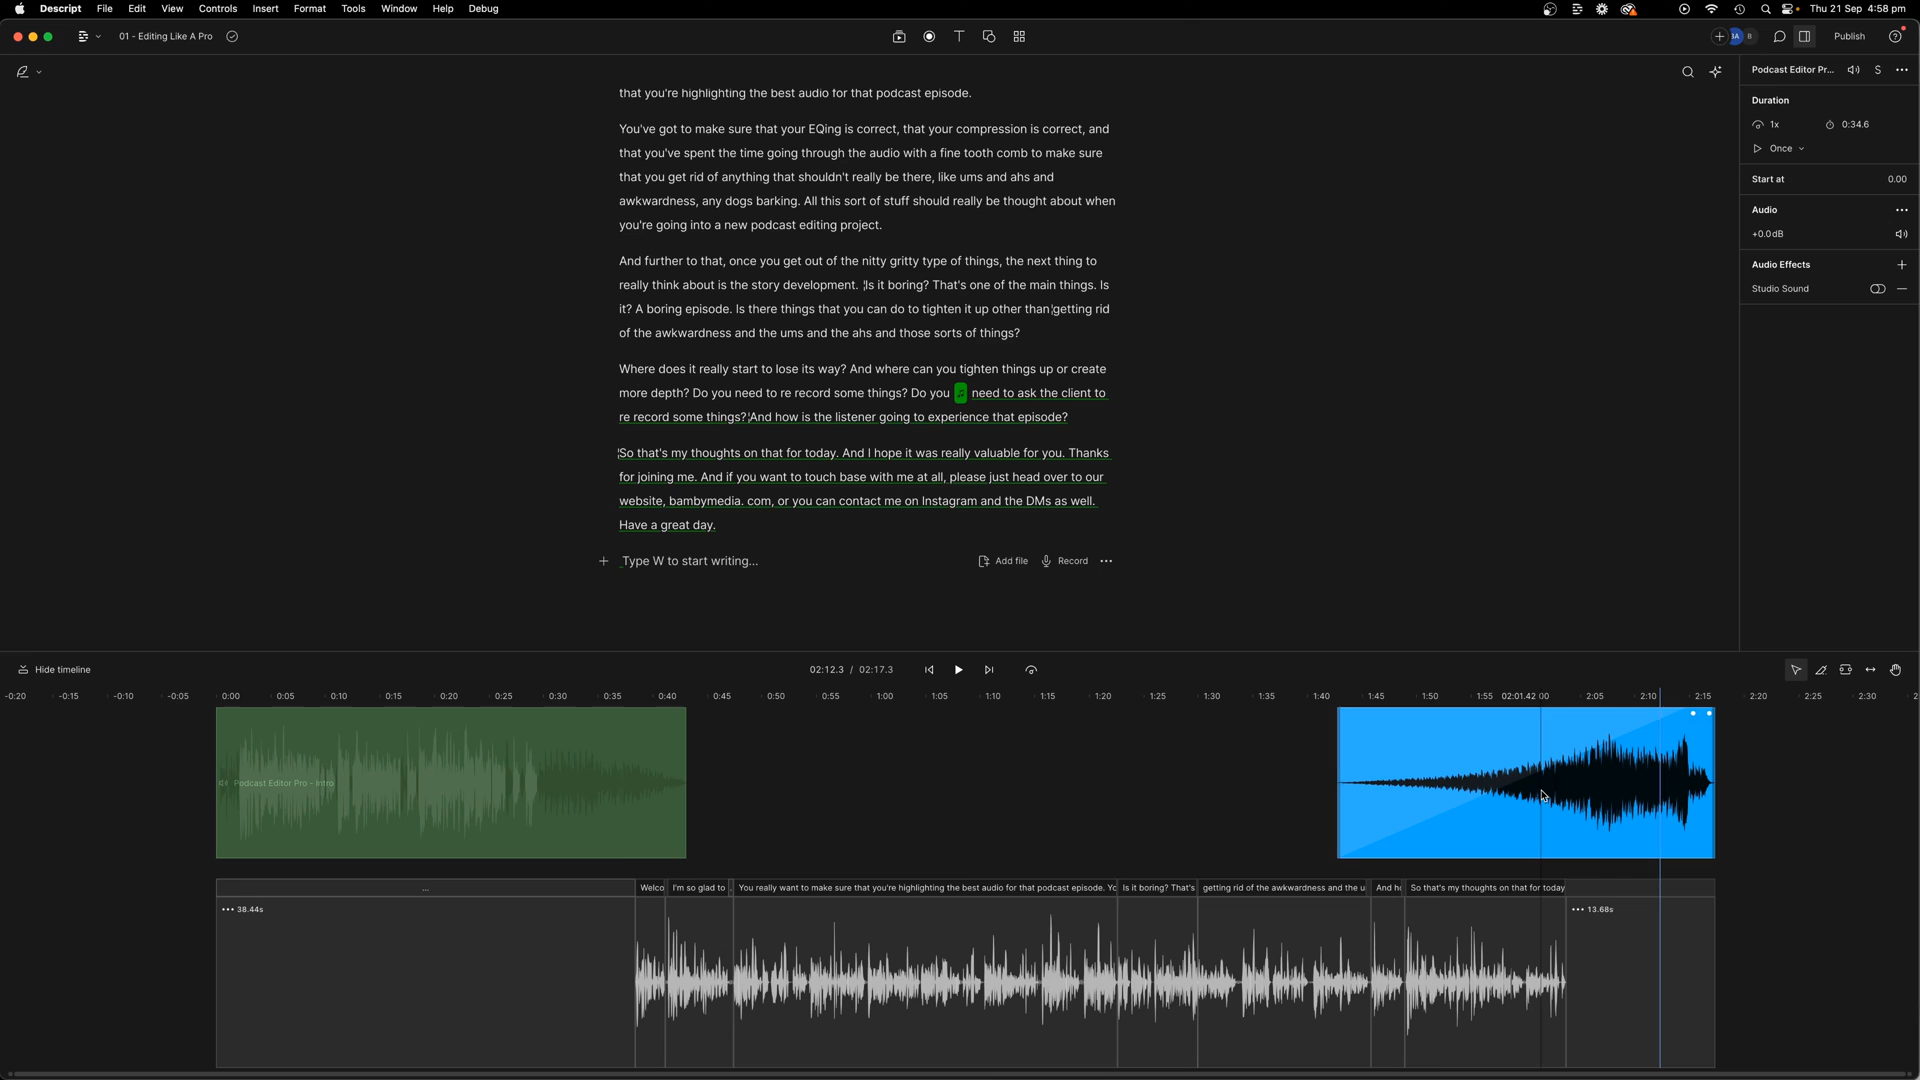 Descript File Edit View Controls Insert Format Tools Window Help Debug Thu 21 Sep 4:58 pm
01 - Editing Like A Pro BA B Publish
Podcast Editor Pr... S
that you're highlighting the best audio for that podcast episode.
You've got to make sure that your EQing is correct, that your compression is correct, and
that you've spent the time going through the audio with a fine tooth comb to make sure
that you get rid of anything that shouldn't really be there, like ums and ahs and
awkwardness, any dogs barking. All this sort of stuff should really be thought about when
you're going into a new podcast editing project.
And further to that, once you get out of the nitty gritty type of things, the next thing to
really think about is the story development. Is it boring? That's one of the main things. Is
it? A boring episode. Is there things that you can do to tighten it up other than getting rid
of the awkwardness and the ums and the ahs and those sorts of things?
Where does it really start to lose its way? And where can you tighten things up or create
more depth? Do you need to re record some things? Do you need to ask the client to
re record some things? And how is the listener going to experience that episode?
So that's my thoughts on that for today. And I hope it was really valuable for you. Thanks
for joining me. And if you want to touch base with me at all, please just head over to our
website, bambymedia. com, or you can contact me on Instagram and the DMs as well.
Have a great day.
Type W to start writing... Add file Record
Duration
1x 0:34.6
Once
Start at 0.00
Audio
+0.0dB
Audio Effects
Studio Sound
Hide timeline 02:12.3 / 02:17.3
-0:20 -0:15 -0:10 -0:05 0:00 0:05 0:10 0:15 0:20 0:25 0:30 0:35 0:40 0:45 0:50 0:55 1:00 1:05 1:10 1:15 1:20 1:25 1:30 1:35 1:40 1:45 1:50 1:55 02:01.42 00 2:05 2:10 2:15 2:20 2:25 2:30
Podcast Editor Pro - Intro
... Welco I'm so glad to You really want to make sure that you're highlighting the best audio for that podcast episode. Yo Is it boring? That's getting rid of the awkwardness and the u And ho So that's my thoughts on that for today
38.44s 13.68s